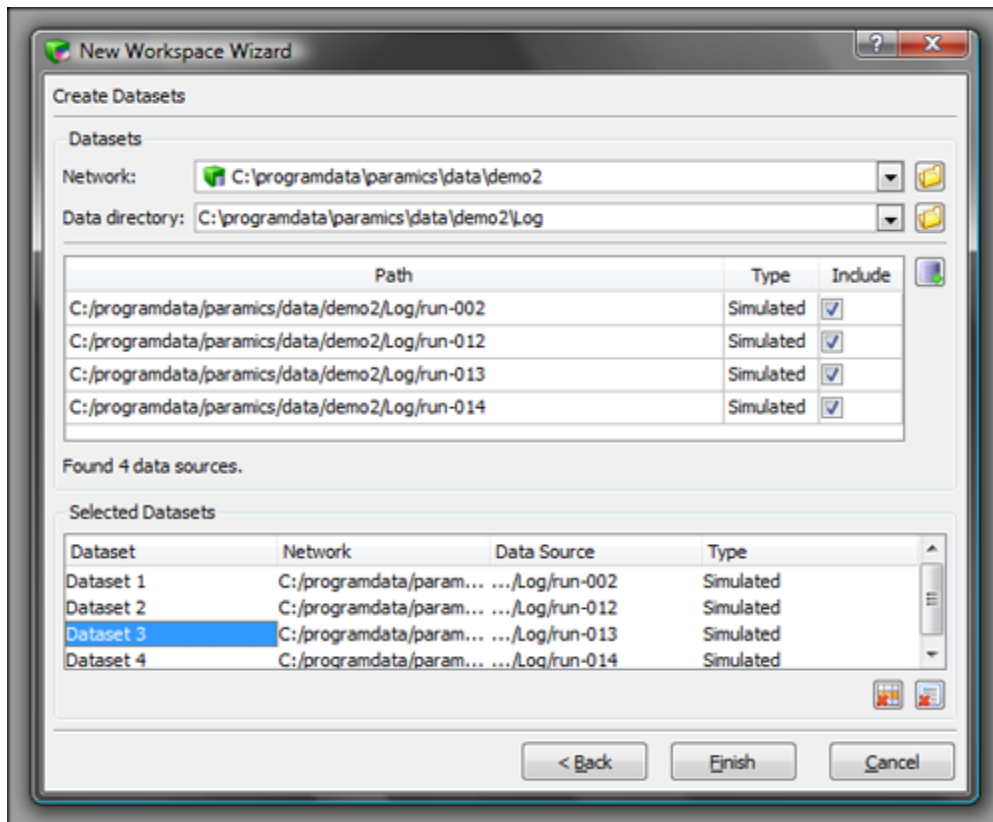 New Workspace Wizard
Create Datasets
Datasets
Network: C:\programdata\paramics\data\demo2
Data directory: C:\programdata\paramics\data\demo2\Log
Path Type Include
C:/programdata/paramics/data/demo2/Log/run-002 Simulated
C:/programdata/paramics/data/demo2/Log/run-012 Simulated
C:/programdata/paramics/data/demo2/Log/run-013 Simulated
C:/programdata/paramics/data/demo2/Log/run-014 Simulated
Found 4 data sources.
Selected Datasets
Dataset Network Data Source Type
Dataset 1 C:/programdata/param... .../Log/run-002 Simulated
Dataset 2 C:/programdata/param... .../Log/run-012 Simulated
Dataset 3 C:/programdata/param... .../Log/run-013 Simulated
Dataset 4 C:/programdata/param... .../Log/run-014 Simulated
< Back Finish Cancel